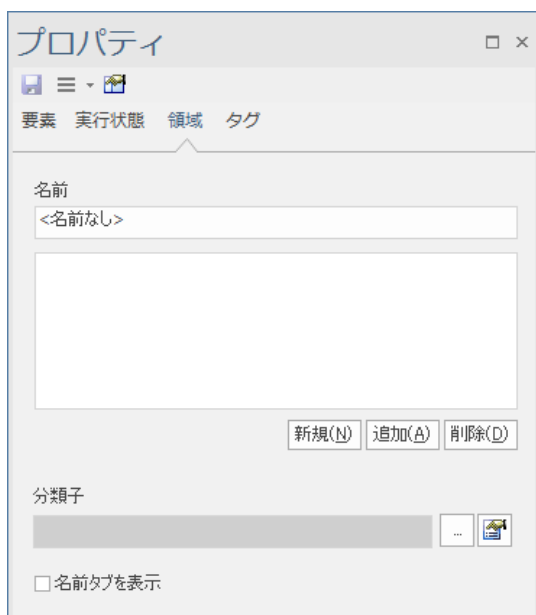 プロパティ
要素 実行状態 領域 タグ
名前
<名前なし>
新規(N) 追加(A) 削除(D)
分類子
...
名前タブを表示